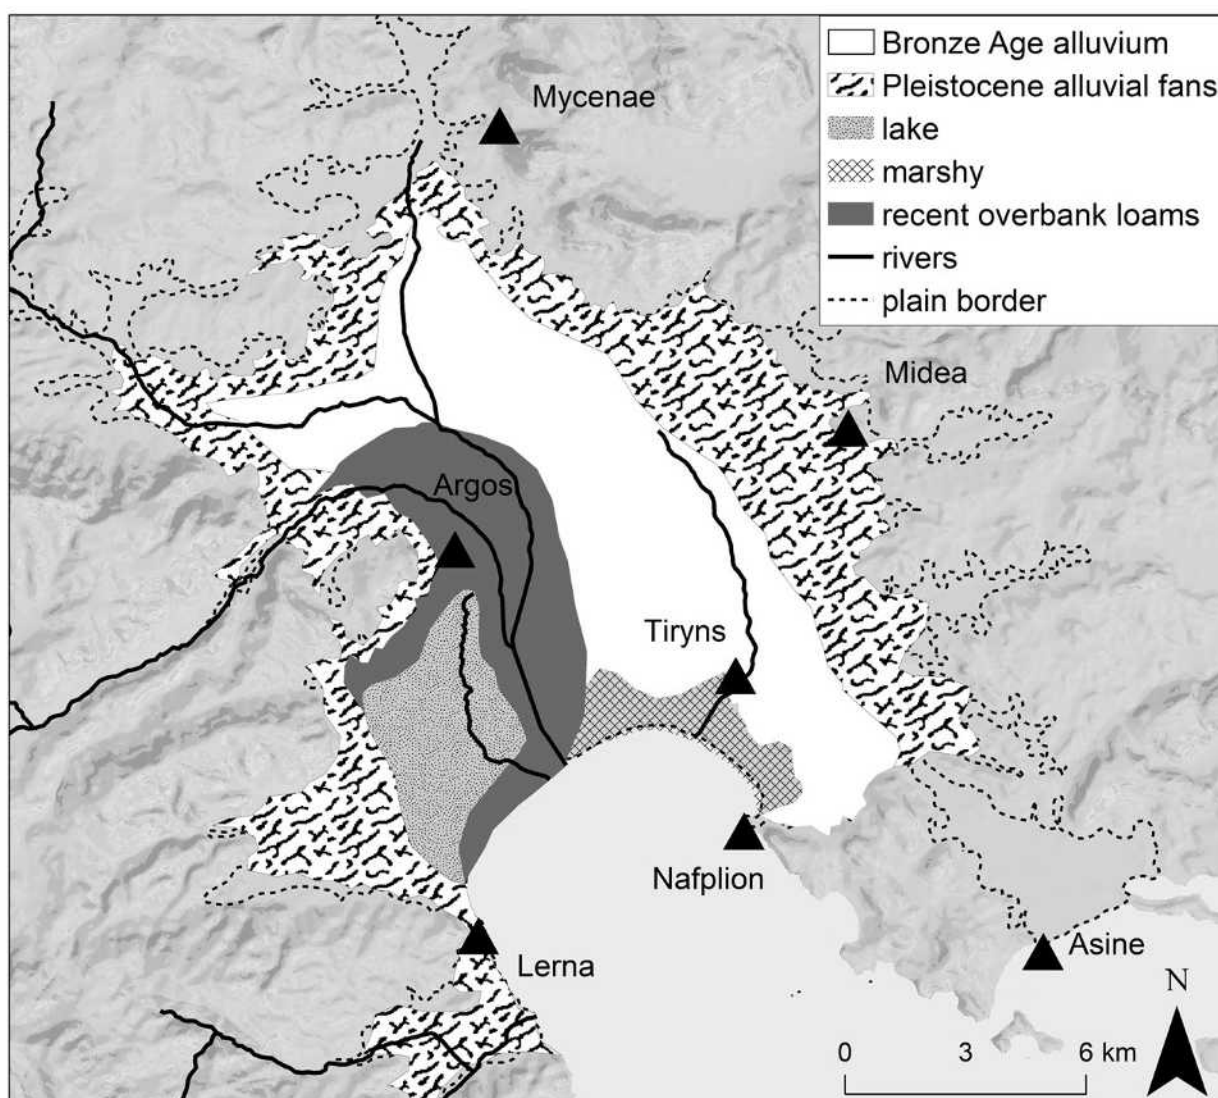 Bronze Age alluvium
Pleistocene alluvial fans
lake
marshy
recent overbank loams
rivers
plain border
Mycenae
Midea
Argos
Tiryns
Nafplion
Lerna
Asine
N
0 3 6 km